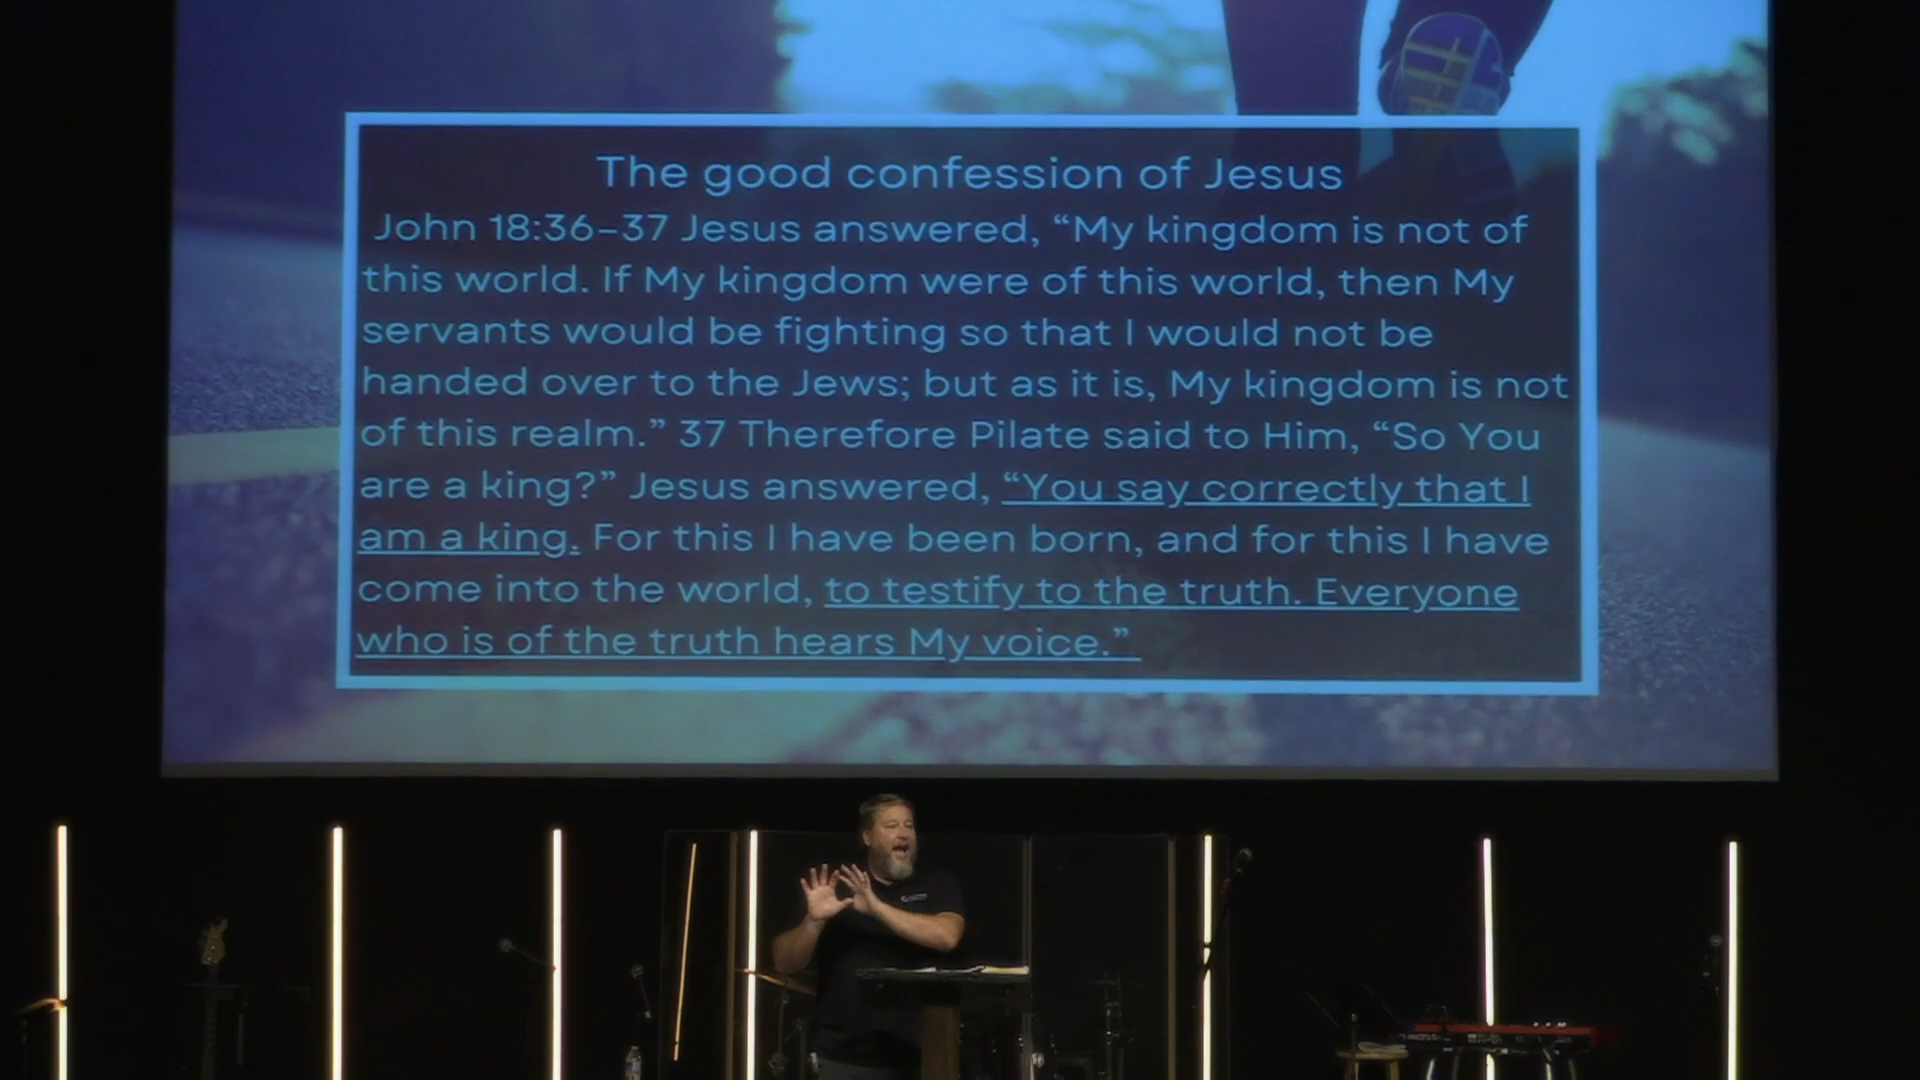 The good confession of Jesus
John 18:36–37 Jesus answered, “My kingdom is not of
this world. If My kingdom were of this world, then My
servants would be fighting so that I would not be
handed over to the Jews; but as it is, My kingdom is not
of this realm.” 37 Therefore Pilate said to Him, “So You
are a king?” Jesus answered, “You say correctly that I
am a king. For this I have been born, and for this I have
come into the world, to testify to the truth. Everyone
who is of the truth hears My voice.”